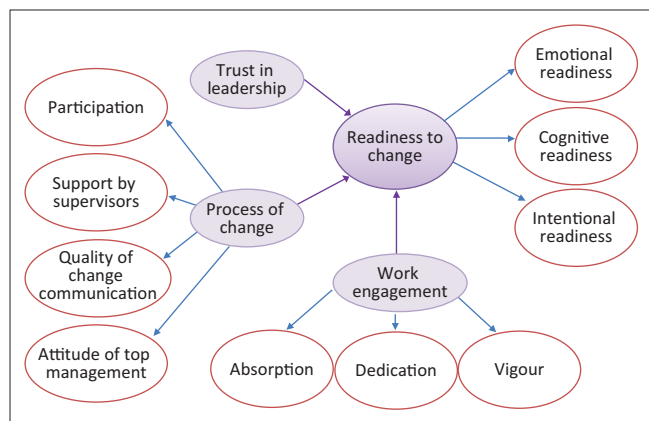 Trust in
leadership
Participation
Support by
supervisors
Quality of
change
communication
Attitude of top
management
Process of
change
Readiness to
change
Emotional
readiness
Cognitive
readiness
Intentional
readiness
Work
engagement
Absorption
Dedication
Vigour